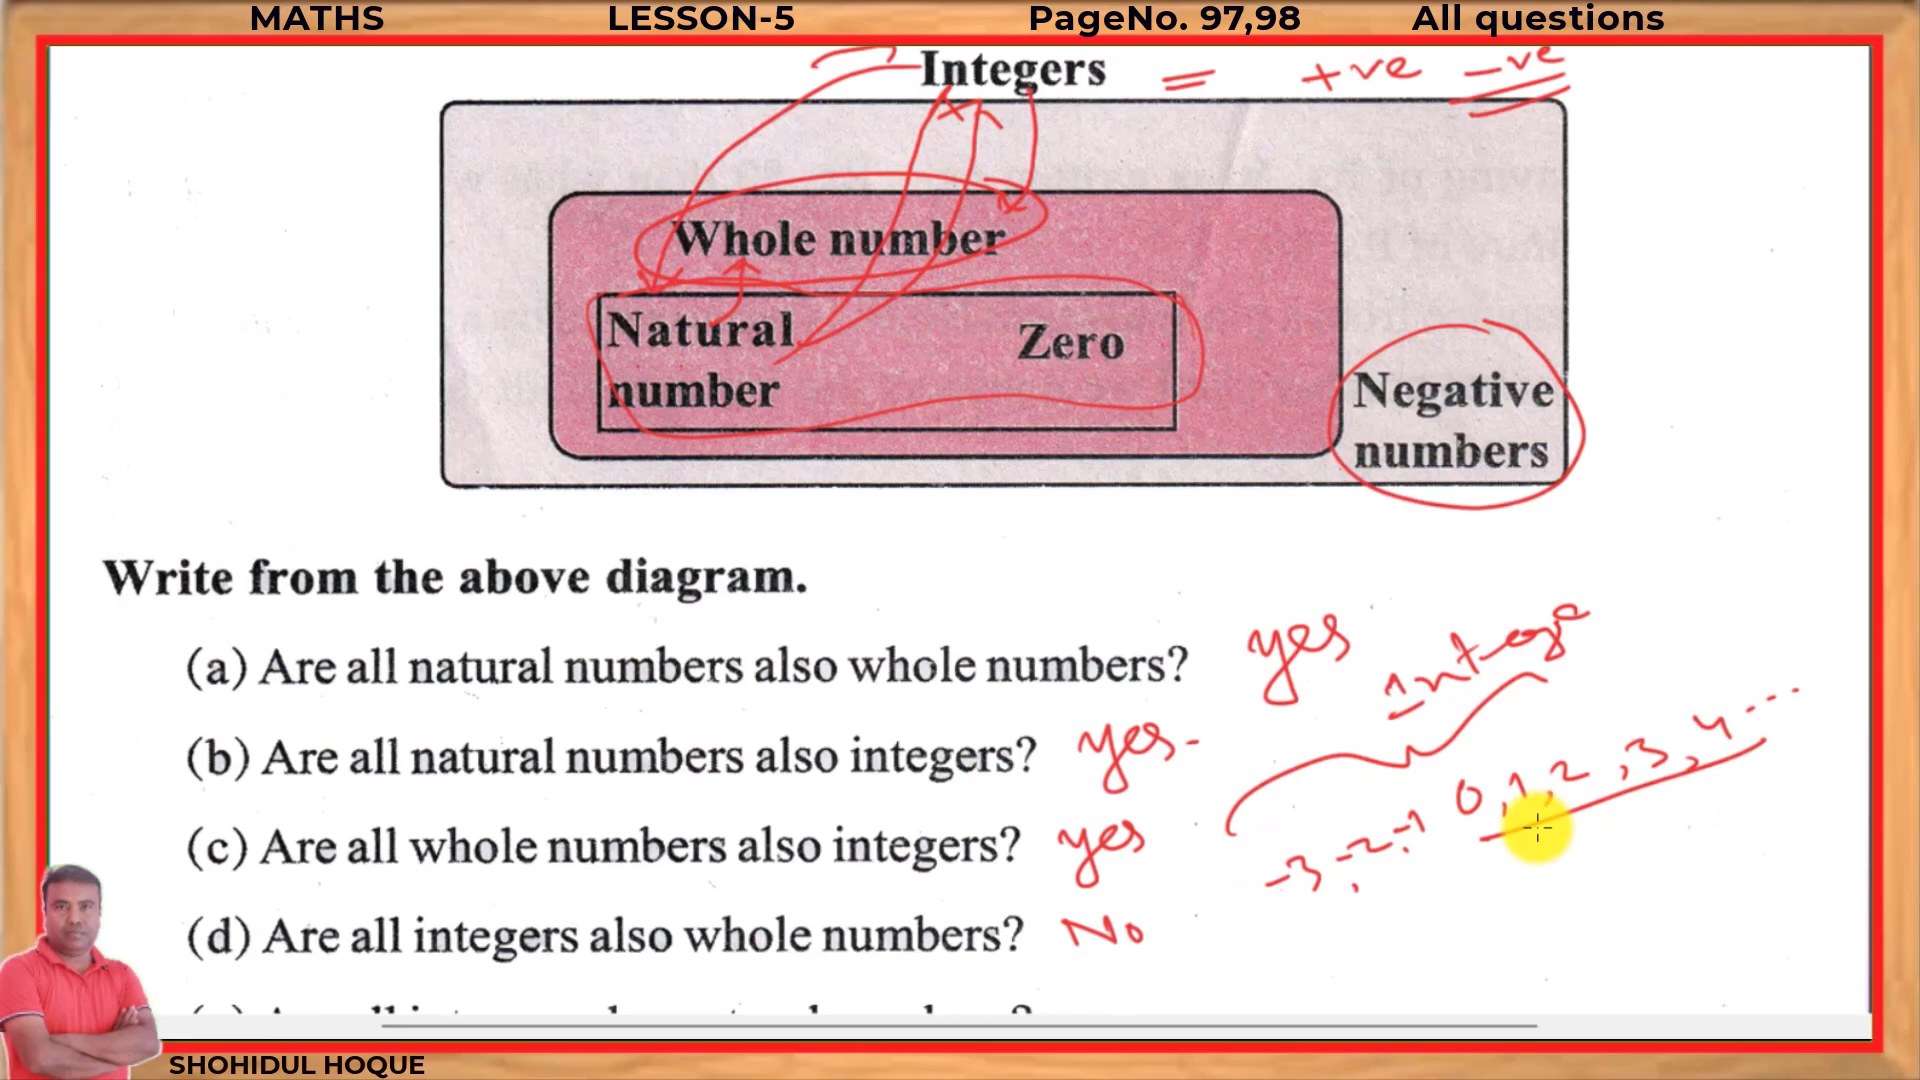 MATHS LESSON-5 PageNo. 97,98 All questions
Integers = +ve -ve
Whole number
Natural Zero
number
Negative
numbers
Write from the above diagram.
(a) Are all natural numbers also whole numbers? yes
(b) Are all natural numbers also integers? yes-
(c) Are all whole numbers also integers? yes
(d) Are all integers also whole numbers? No
-3, -2, -1 0, 1, 2, 3, 4 ...
SHOHIDUL HOQUE